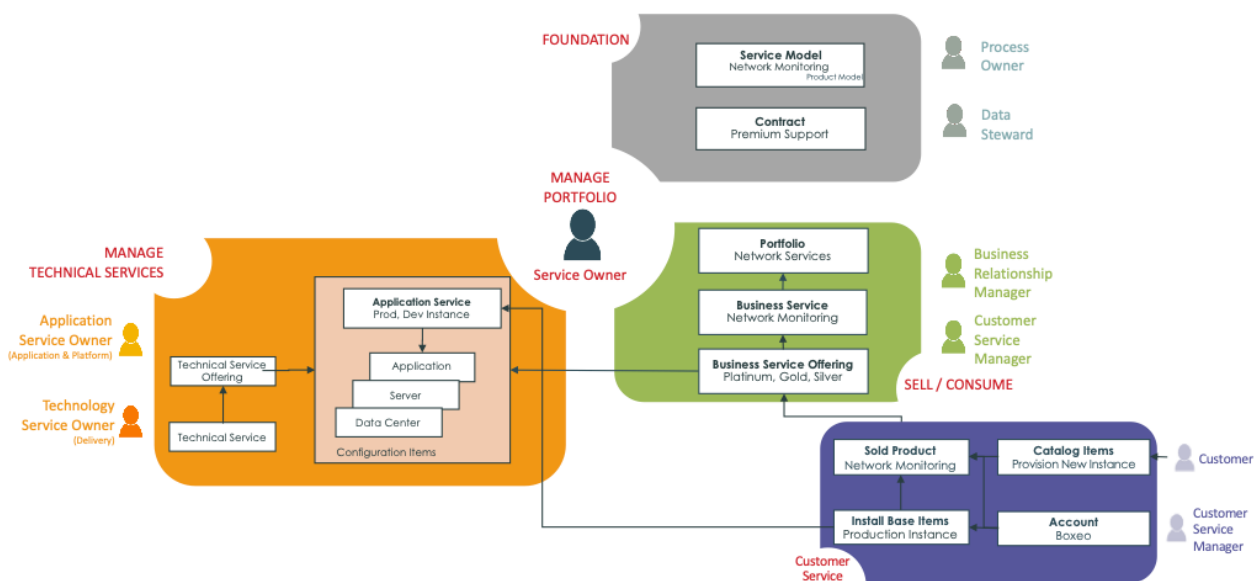 FOUNDATION
Service Model
Network Monitoring
Product Model
Contract
Premium Support
Process
Owner
Data
Steward
MANAGE
PORTFOLIO
Service Owner
Portfolio
Network Services
Business Service
Network Monitoring
Business Service Offering
Platinum, Gold, Silver
SELL / CONSUME
Business
Relationship
Manager
Customer
Service
Manager
MANAGE
TECHNICAL SERVICES
Application
Service Owner
(Application & Platform)
Technology
Service Owner
(Delivery)
Technical Service
Offering
Technical Service
Application Service
Prod, Dev Instance
Application
Server
Data Center
Configuration Items
Sold Product
Network Monitoring
Catalog Items
Provision New Instance
Install Base Items
Production Instance
Account
Boxeo
Customer
Service
Customer
Customer
Service
Manager